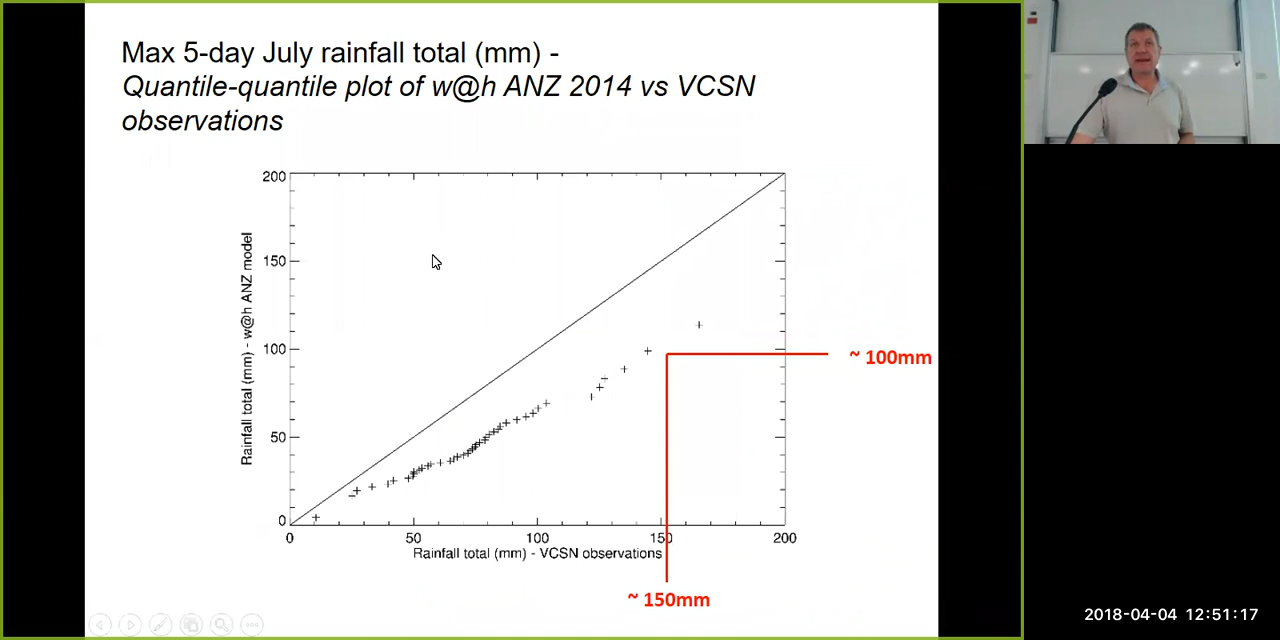 Max 5-day July rainfall total (mm) -
Quantile-quantile plot of w@h ANZ 2014 vs VCSN
observations
200
150
100
50
0
Rainfall total (mm) - w@h ANZ model
0 50 100 150 200
Rainfall total (mm) - VCSN observations
~ 100mm
~ 150mm
2018-04-04 12:51:17